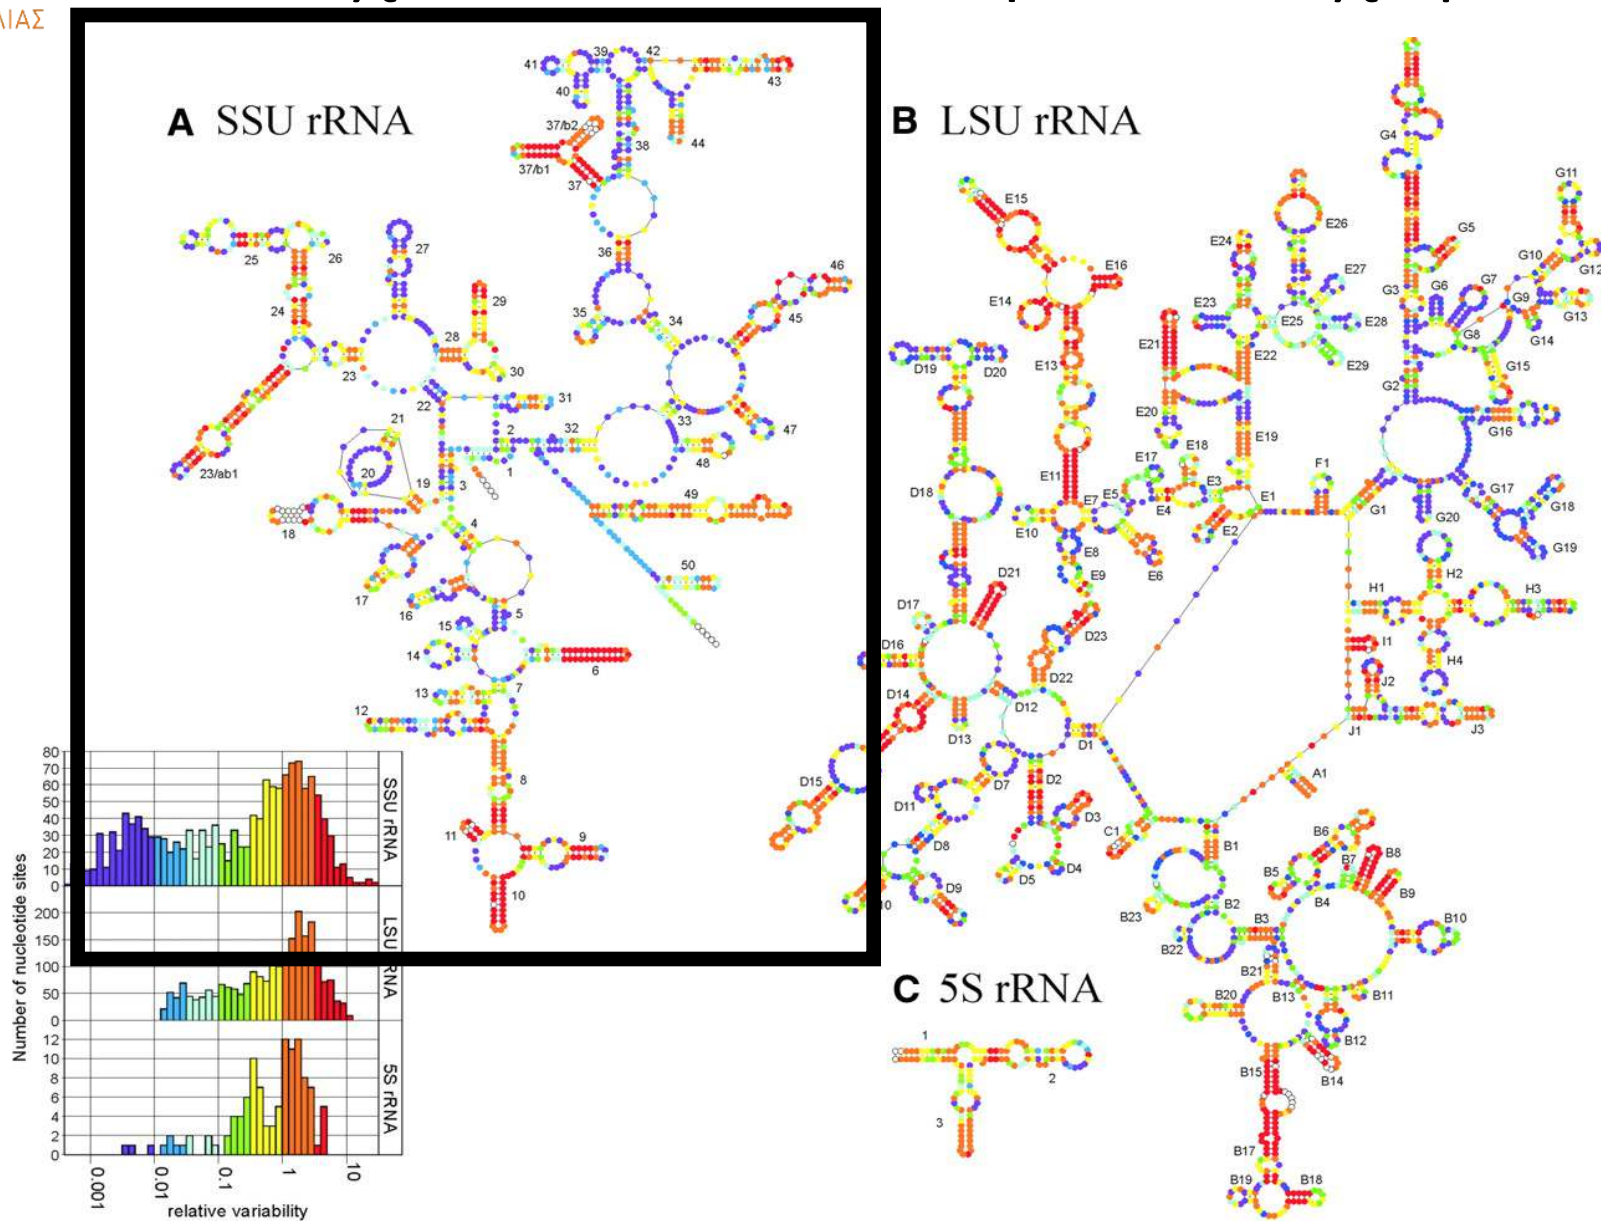 ΛΙΑΣ
A SSU rRNA
41
39
42
43
40
44
37/b2
38
37/b1
37
36
35
34
46
45
33
47
48
32
31
2
1
25
26
27
24
29
28
30
23
22
23/ab1
21
20
19
3
18
4
49
50
17
16
5
15
14
6
13
7
12
8
11
9
10
B LSU rRNA
G4
G11
E15
E26
G5
E24
G10
G12
E16
E27
G6
G7
G3
G9
E14
E23
E25
E28
G13
G8
G14
E21
E22
E29
G15
E13
D19
D20
G2
E20
G16
E19
E18
E17
E11
E3
F1
D18
E7
E5
E4
E1
G1
G17
G18
E10
E2
G20
G19
E8
E6
E9
D21
H2
H1
H3
D17
D23
D16
I1
H4
D22
J2
D14
D12
D13
D1
J1
J3
D15
D7
D2
A1
D11
D3
C1
D8
B1
B6
B7
B8
D5
D4
B5
D9
B9
10
B2
B4
B23
B3
B10
B22
B21
B13
B11
B20
B12
B15
B14
B17
B19
B18
C 5S rRNA
1
2
3
Number of nucleotide sites
80
70
60
50
40
30
20
10
0
SSU rRNA
200
150
100
50
0
LSU
RNA
12
10
8
6
4
2
0
5S rRNA
0.001
0.01
0.1
1
10
relative variability